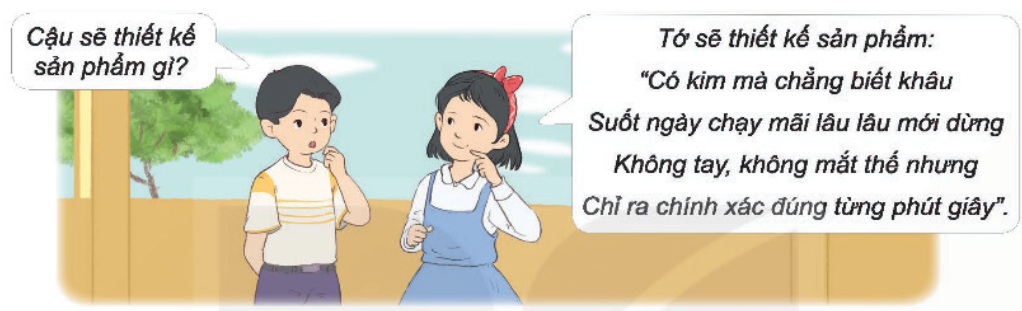 Cậu sẽ thiết kế
sản phẩm gì?
Tớ sẽ thiết kế sản phẩm:
"Có kim mà chẳng biết khâu
Suốt ngày chạy mãi lâu lâu mới dừng
Không tay, không mắt thế nhưng
Chỉ ra chính xác đúng từng phút giây".